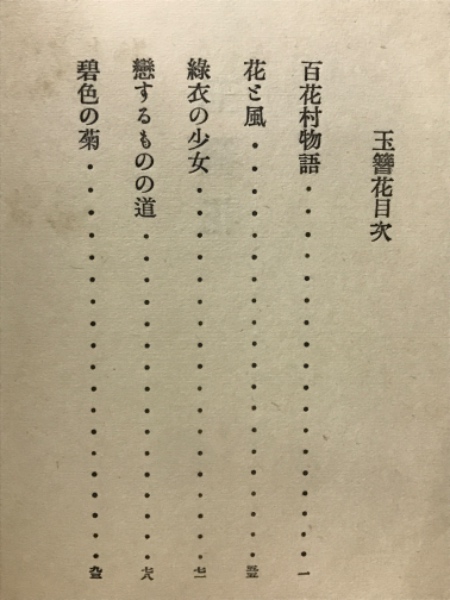 玉簪花目次
百花村物語・・・・・・・・・・・・・・・・・・一
花と風・・・・・・・・・・・・・・・・・・・・
綠衣の少女・・・・・・・・・・・・・・・・・・
戀するものの道・・・・・・・・・・・・・・・・
碧色の菊・・・・・・・・・・・・・・・・・・・